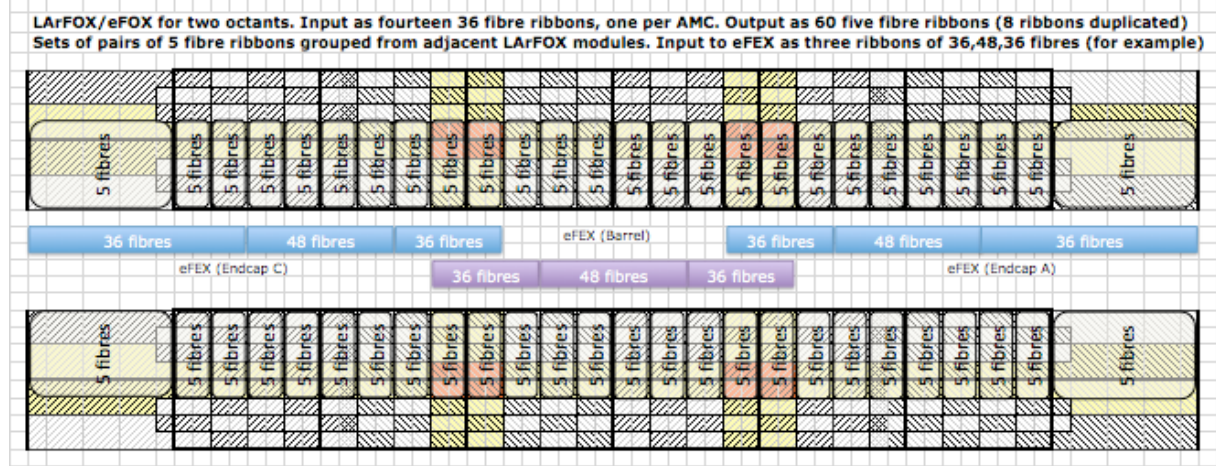 LArFOX/eFOX for two octants. Input as fourteen 36 fibre ribbons, one per AMC. Output as 60 five fibre ribbons (8 ribbons duplicated)
Sets of pairs of 5 fibre ribbons grouped from adjacent LArFOX modules. Input to eFEX as three ribbons of 36,48,36 fibres (for example)
5 fibres 5 fibres 5 fibres 5 fibres 5 fibres 5 fibres 5 fibres 5 fibres 5 fibres 5 fibres 5 fibres 5 fibres 5 fibres 5 fibres 5 fibres 5 fibres 5 fibres 5 fibres 5 fibres 5 fibres 5 fibres 5 fibres 5 fibres 5 fibres 5 fibres 5 fibres
36 fibres 48 fibres 36 fibres eFEX (Barrel) 36 fibres 48 fibres 36 fibres
eFEX (Endcap C) 36 fibres 48 fibres 36 fibres eFEX (Endcap A)
5 fibres 5 fibres 5 fibres 5 fibres 5 fibres 5 fibres 5 fibres 5 fibres 5 fibres 5 fibres 5 fibres 5 fibres 5 fibres 5 fibres 5 fibres 5 fibres 5 fibres 5 fibres 5 fibres 5 fibres 5 fibres 5 fibres 5 fibres 5 fibres 5 fibres 5 fibres